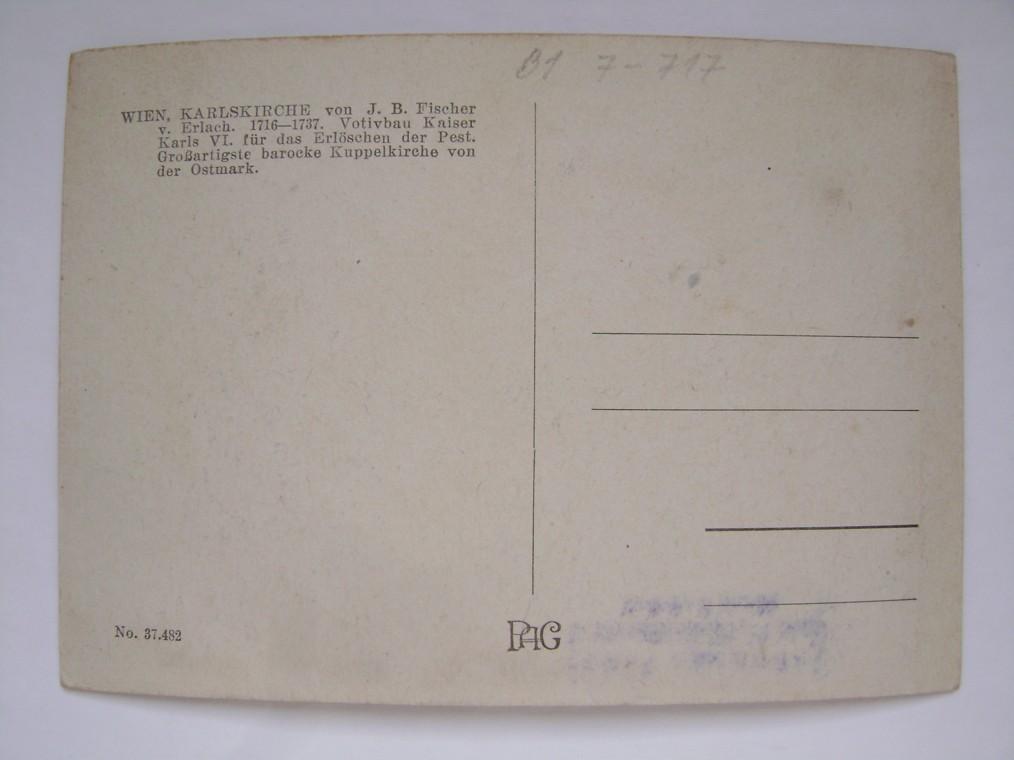 B1 7-717
WIEN, KARLSKIRCHE von J. B. Fischer
v. Erlach. 1716—1737. Votivbau Kaiser
Karls VI. für das Erlöschen der Pest.
Großartigste barocke Kuppelkirche von
der Ostmark.
No. 37.482
PAG